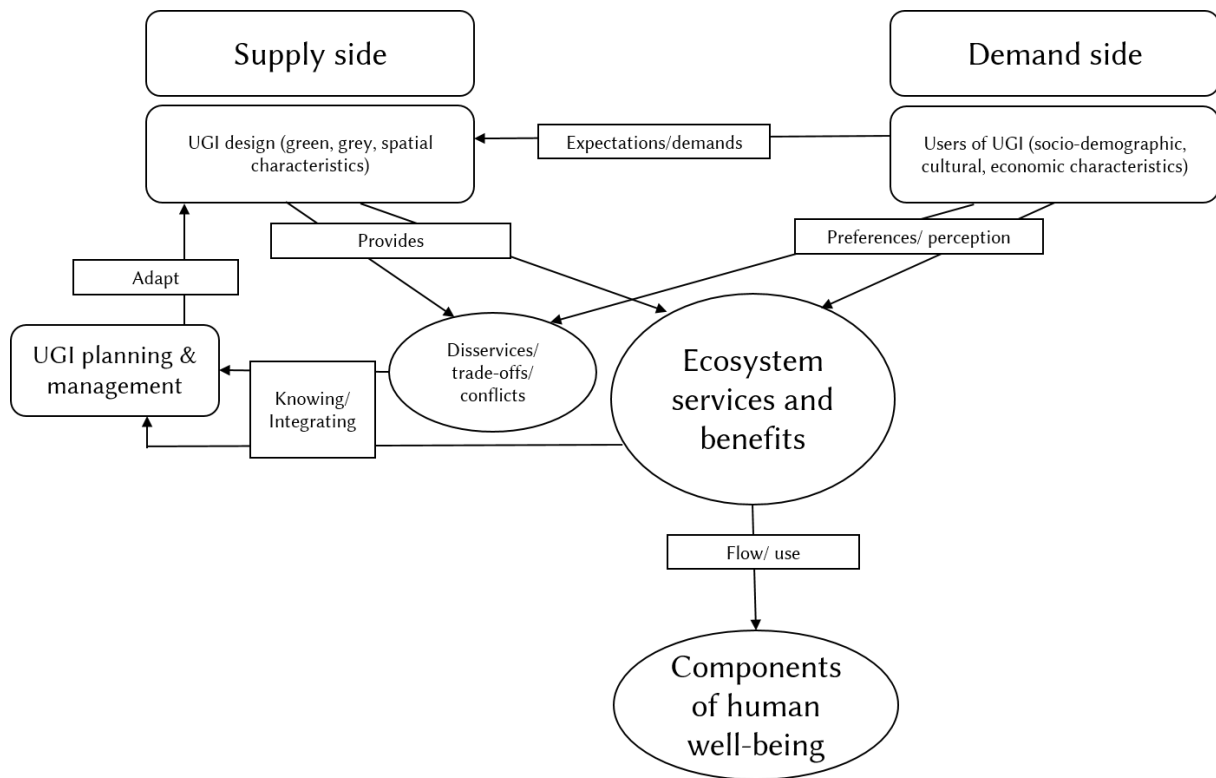 Supply side
Demand side
UGI design (green, grey, spatial
characteristics)
Expectations/demands
Users of UGI (socio-demographic,
cultural, economic characteristics)
Provides
Preferences/ perception
Adapt
UGI planning &
management
Knowing/
Integrating
Disservices/
trade-offs/
conflicts
Ecosystem
services and
benefits
Flow/ use
Components
of human
well-being